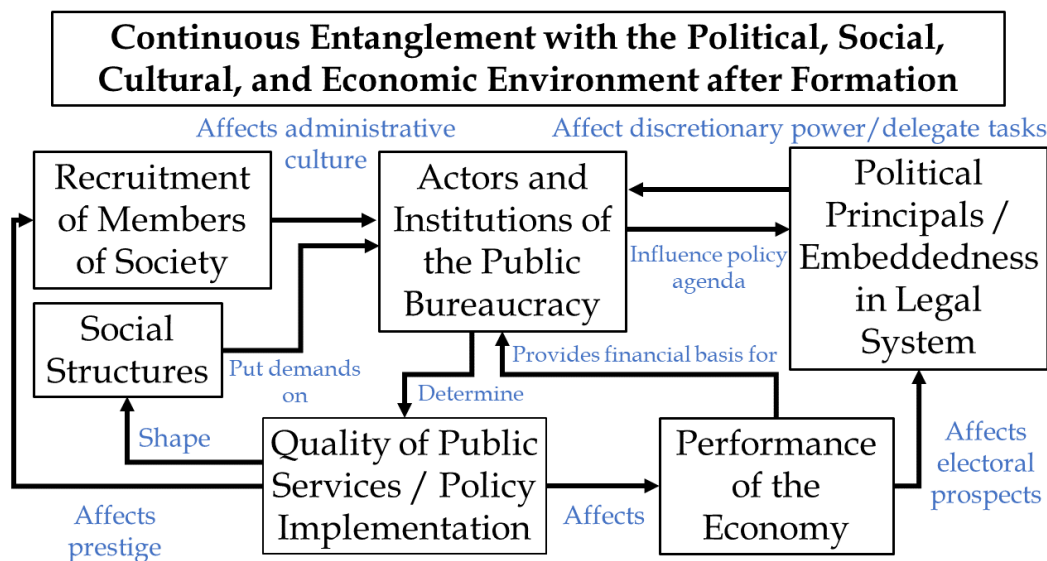 Continuous Entanglement with the Political, Social,
Cultural, and Economic Environment after Formation
Affects administrative
culture
Affect discretionary power/delegate tasks
Recruitment
of Members
of Society
Actors and
Institutions of
the Public
Bureaucracy
Political
Principals /
Embeddedness
in Legal
System
Influence policy
agenda
Social
Structures
Put demands
on
Provides financial basis for
Determine
Shape
Quality of Public
Services / Policy
Implementation
Performance
of the
Economy
Affects
electoral
prospects
Affects
prestige
Affects